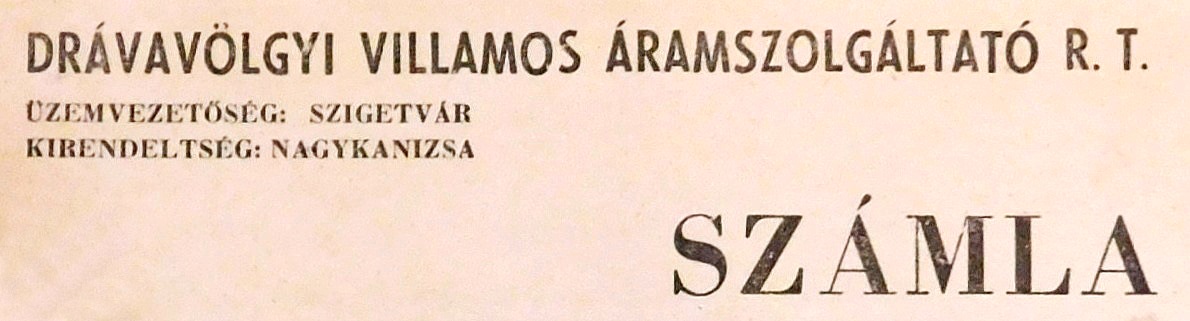 DRÁVAVÖLGYI VILLAMOS ÁRAMSZOLGÁLTATÓ R. T.
ÜZEMVEZETŐSÉG: SZIGETVÁR
KIRENDELTSÉG: NAGYKANIZSA
SZÁMLA